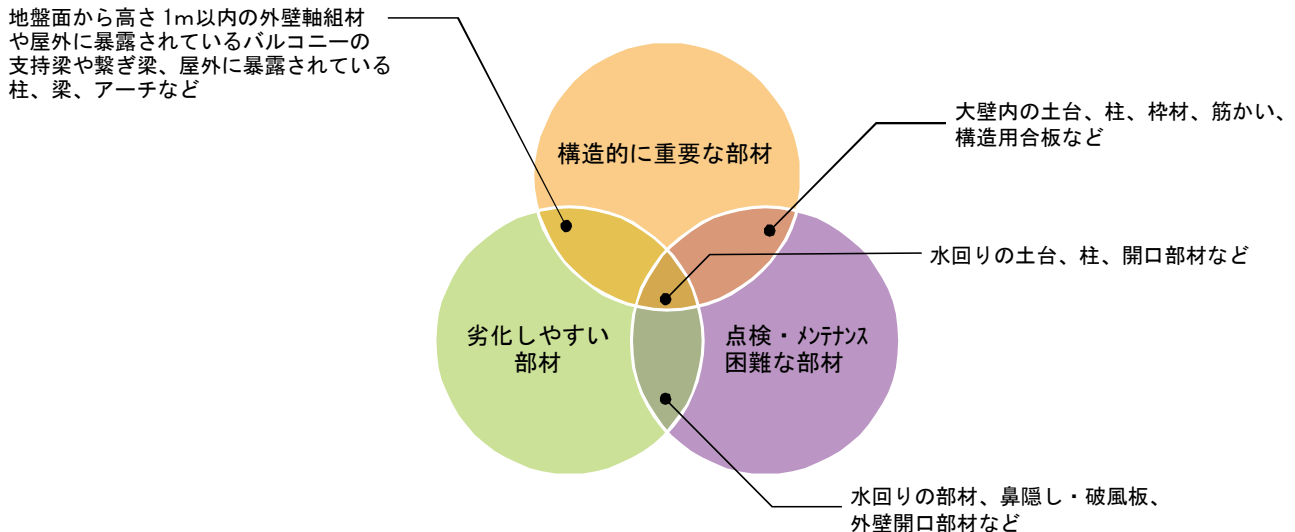 地盤面から高さ1m以内の外壁軸組材
や屋外に暴露されているバルコニーの
支持梁や繋ぎ梁、屋外に暴露されている
柱、梁、アーチなど
構造的に重要な部材
大壁内の土台、柱、枠材、筋かい、
構造用合板など
水回りの土台、柱、開口部材など
劣化しやすい
部材
点検・メンテナンス
困難な部材
水回りの部材、鼻隠し・破風板、
外壁開口部材など